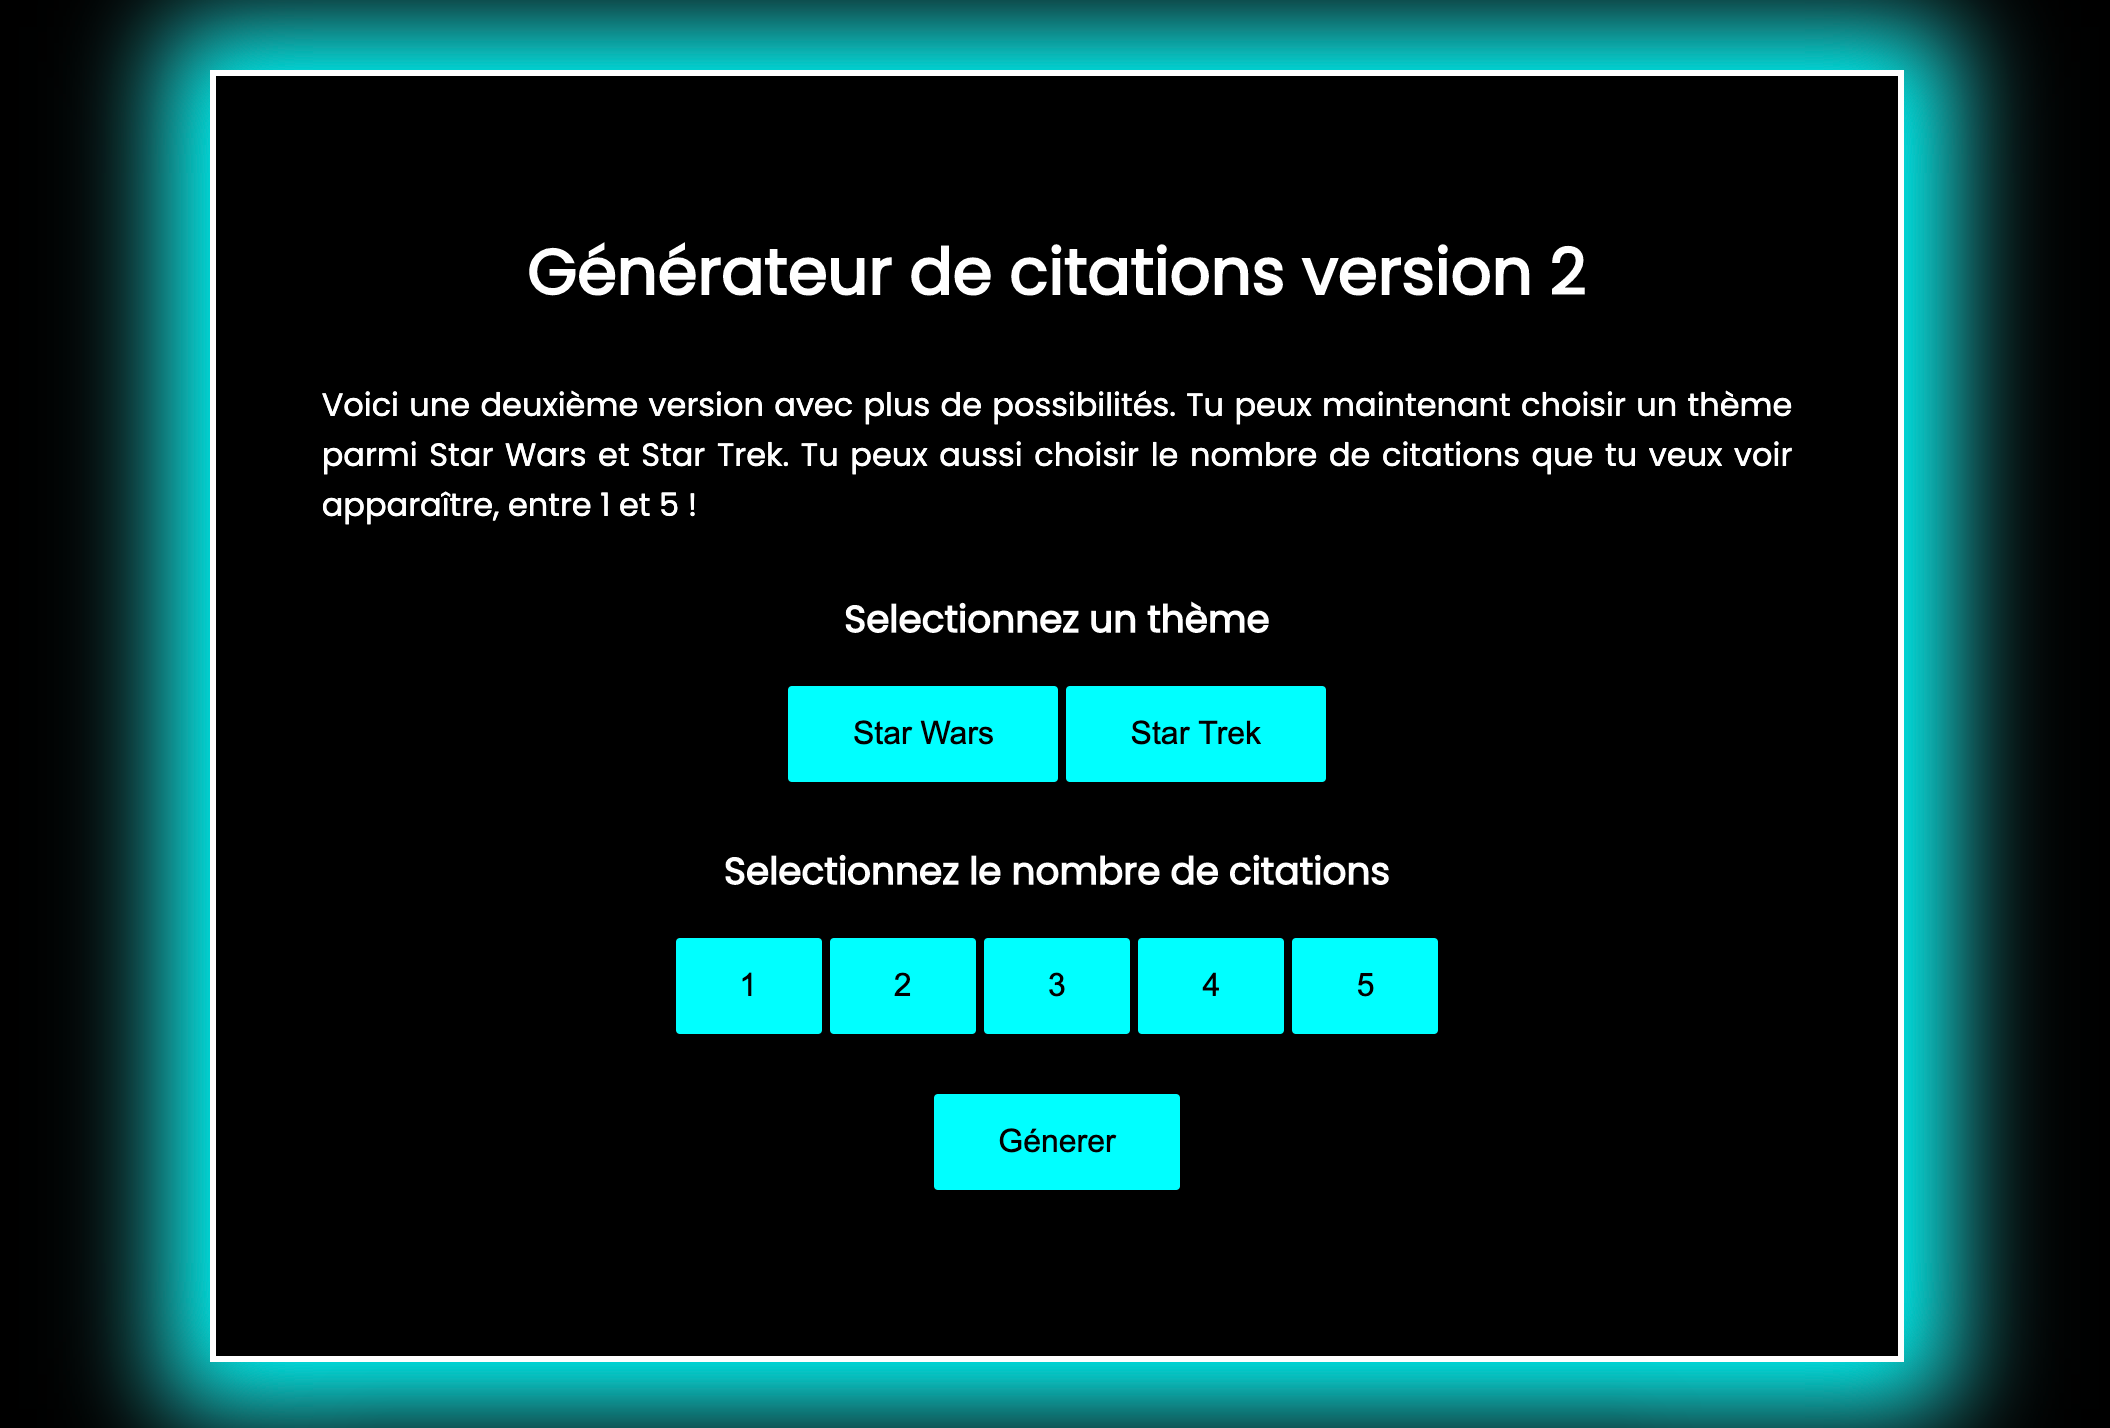 Générateur de citations version 2
Voici une deuxième version avec plus de possibilités. Tu peux maintenant choisir un thème
parmi Star Wars et Star Trek. Tu peux aussi choisir le nombre de citations que tu veux voir
apparaître, entre 1 et 5 !
Selectionnez un thème
Star Wars Star Trek
Selectionnez le nombre de citations
1 2 3 4 5
Génerer